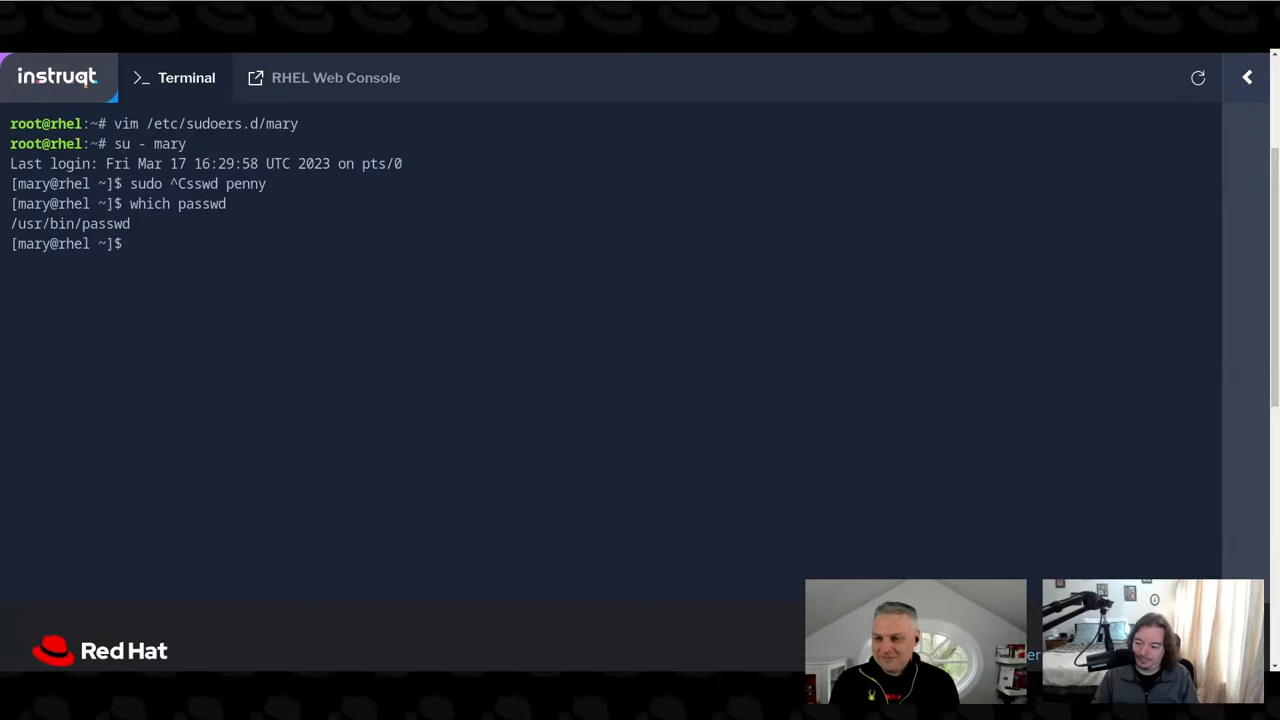 instruqt
>_ Terminal
RHEL Web Console
root@rhel:~# vim /etc/sudoers.d/mary
root@rhel:~# su - mary
Last login: Fri Mar 17 16:29:58 UTC 2023 on pts/0
[mary@rhel ~]$ sudo ^Csswd penny
[mary@rhel ~]$ which passwd
/usr/bin/passwd
[mary@rhel ~]$
Red Hat